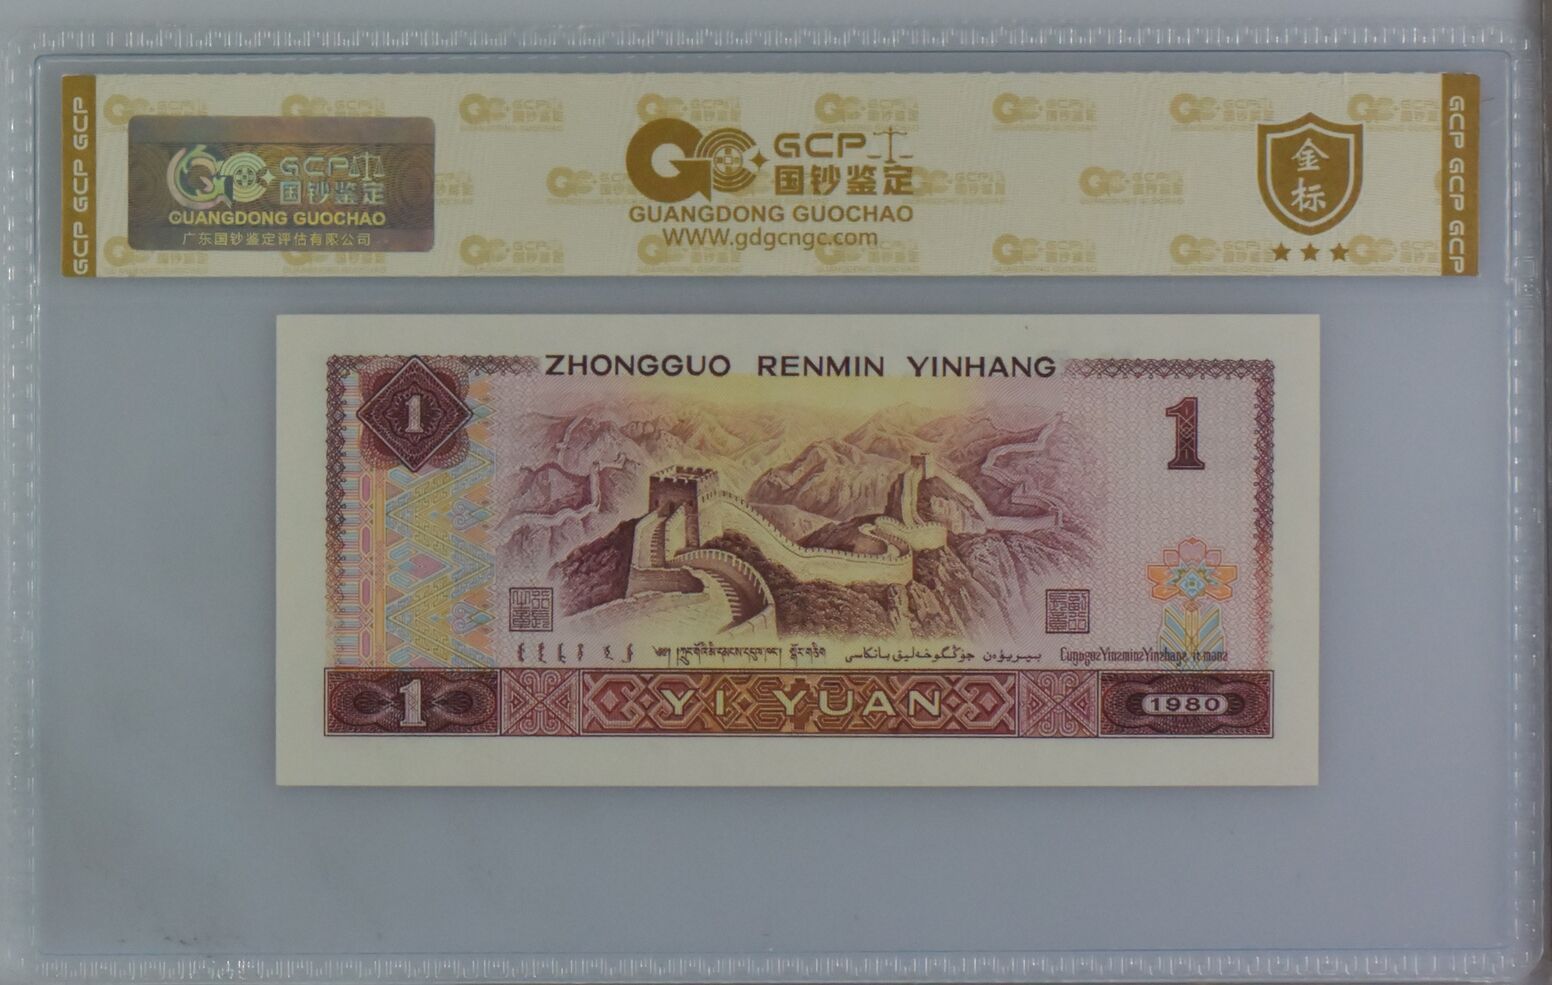 GCP
国钞鉴定
GUANGDONG GUOCHAO
广东国钞鉴定评估有限公司
GCP
国钞鉴定
GUANGDONG GUOCHAO
WWW.gdgcngc.com
金
标
GCP GCP GCP
GCP GCP GCP
ZHONGGUO RENMIN YINHANG
1
1
1
YI YUAN
1980